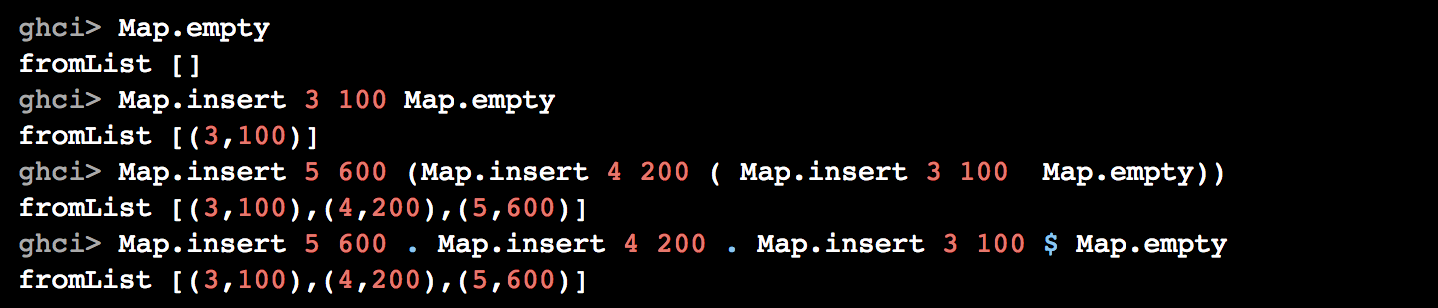 ghci> Map.empty
fromList []
ghci> Map.insert 3 100 Map.empty
fromList [(3,100)]
ghci> Map.insert 5 600 (Map.insert 4 200 ( Map.insert 3 100  Map.empty))
fromList [(3,100),(4,200),(5,600)]
ghci> Map.insert 5 600 . Map.insert 4 200 . Map.insert 3 100 $ Map.empty
fromList [(3,100),(4,200),(5,600)]